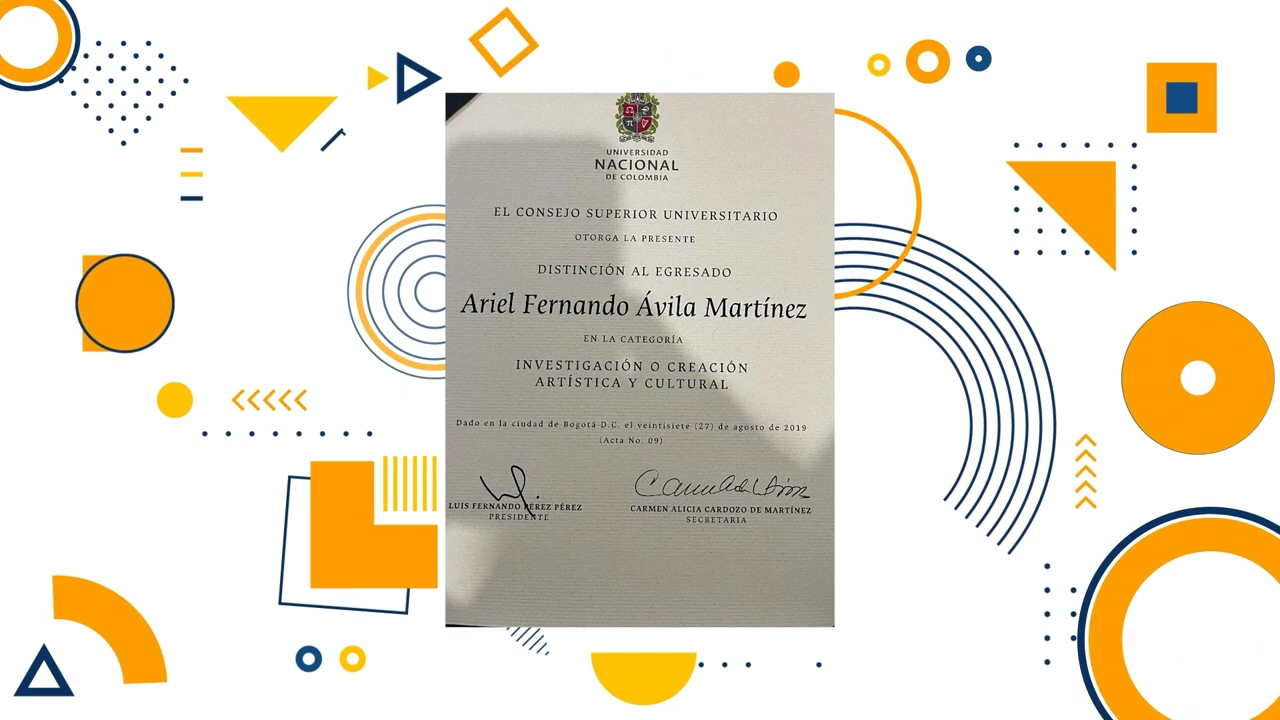 UNIVERSIDAD
NACIONAL
DE COLOMBIA
EL CONSEJO SUPERIOR UNIVERSITARIO
OTORGA LA PRESENTE
DISTINCIÓN AL EGRESADO
Ariel Fernando Ávila Martínez
EN LA CATEGORÍA
INVESTIGACIÓN O CREACIÓN
ARTÍSTICA Y CULTURAL
Dado en la ciudad de Bogotá D.C. el veintisiete (27) de agosto de 2019
(Acta No. 09)
LUIS FERNANDO PÉREZ PÉREZ
PRESIDENTE
CARMEN ALICIA CARDOZO DE MARTÍNEZ
SECRETARIA